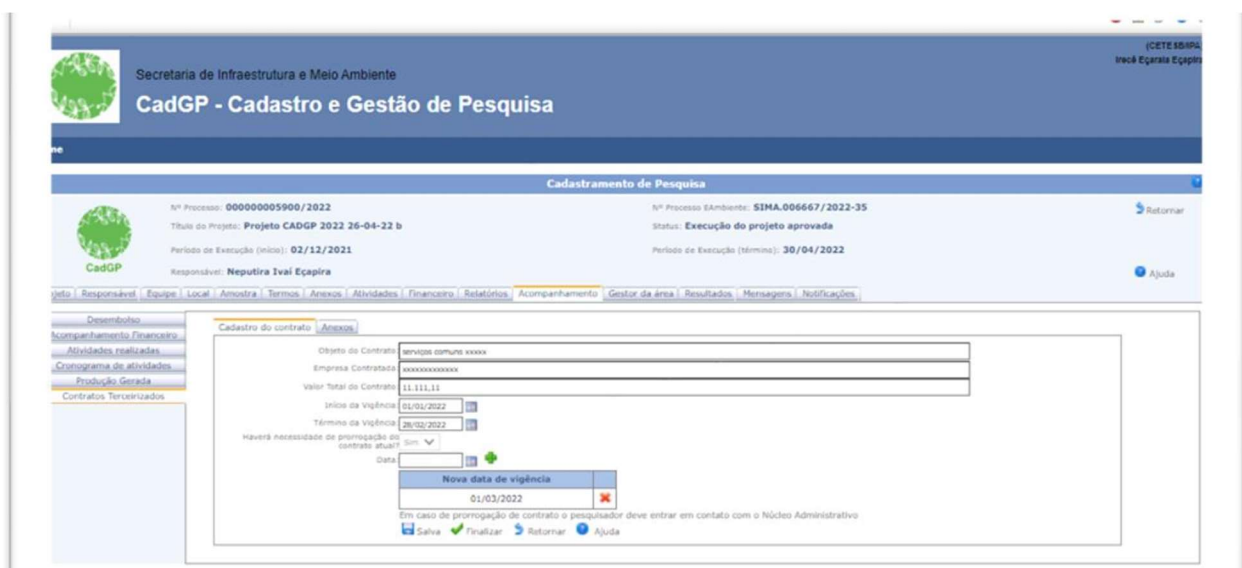 (CETESB/IPA
Irecê Eçaraia Eçapira
Secretaria de Infraestrutura e Meio Ambiente
CadGP - Cadastro e Gestão de Pesquisa
me
Cadastramento de Pesquisa
Nº Processo: 000000005900/2022
Nº Processo EAmbiente: SIMA.006667/2022-35
Retornar
Título do Projeto: Projeto CADGP 2022 26-04-22 b
Status: Execução do projeto aprovada
Período de Execução (início): 02/12/2021
Período de Execução (término): 30/04/2022
CadGP
Responsável: Neputira Ivaí Eçapira
Ajuda
jeto Responsável Equipe Local Amostra Termos Anexos Atividades Financeiro Relatórios Acompanhamento Gestor da área Resultados Mensagens Notificações
Desembolso
Acompanhamento Financeiro
Atividades realizadas
Cronograma de atividades
Produção Gerada
Contratos Terceirizados
Cadastro do contrato Anexos
Objeto do Contrato serviços comuns xxxxx
Empresa Contratada xxxxxxxxxxxxx
Valor Total do Contrato 11.111,11
Início da Vigência 01/01/2022
Término da Vigência 28/02/2022
Haverá necessidade de prorrogação do contrato atual? Sim
Data
Nova data de vigência
01/03/2022
Em caso de prorrogação de contrato o pesquisador deve entrar em contato com o Núcleo Administrativo
Salva Finalizar Retornar Ajuda